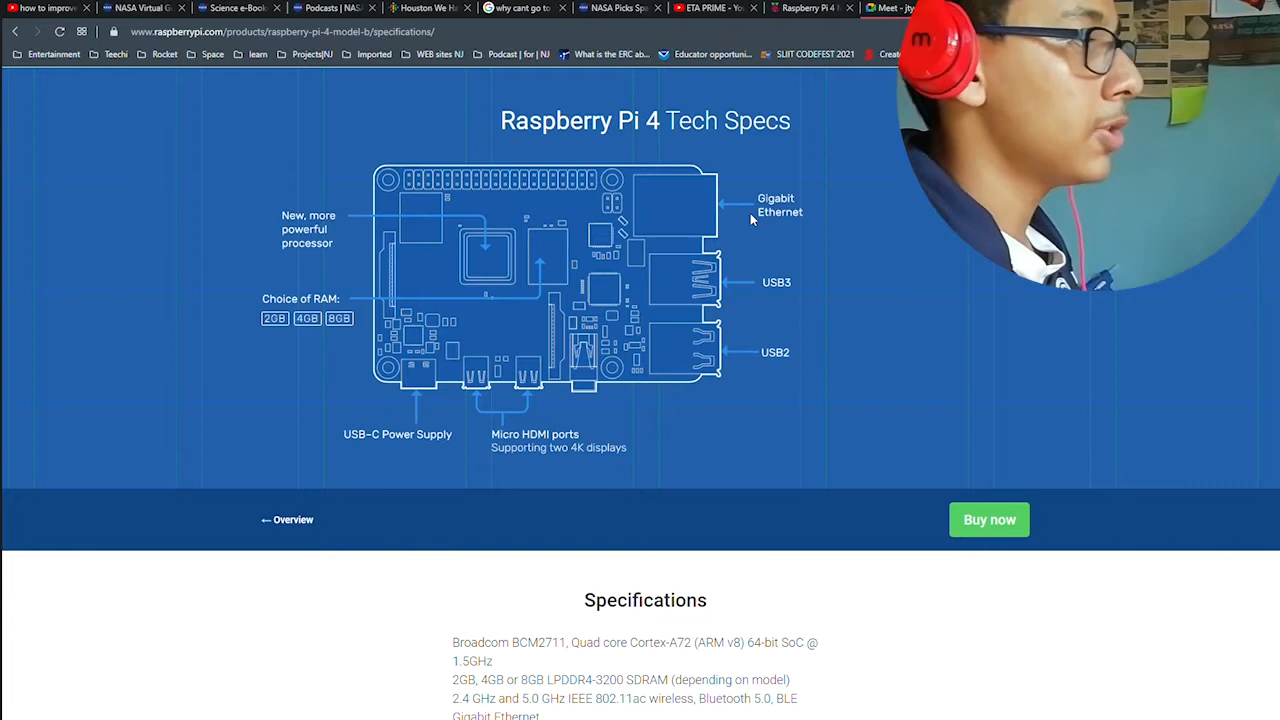 how to improve
NASA Virtual G
Science e-Book
Podcasts | NAS
Houston We Ha
why cant go to
NASA Picks Spa
ETA PRIME - Yo
Raspberry Pi 4
Meet - jty
www.raspberrypi.com/products/raspberry-pi-4-model-b/specifications/
Entertainment
Teechi
Rocket
Space
learn
Projects|NJ
Imported
WEB sites NJ
Podcast | for | NJ
What is the ERC ab...
Educator opportuni...
SLIIT CODEFEST 2021
Creat
m
Raspberry Pi 4 Tech Specs
New, more
powerful
processor
Choice of RAM:
2GB 4GB 8GB
Gigabit
Ethernet
USB3
USB2
USB-C Power Supply
Micro HDMI ports
Supporting two 4K displays
← Overview
Buy now
Specifications
Broadcom BCM2711, Quad core Cortex-A72 (ARM v8) 64-bit SoC @
1.5GHz
2GB, 4GB or 8GB LPDDR4-3200 SDRAM (depending on model)
2.4 GHz and 5.0 GHz IEEE 802.11ac wireless, Bluetooth 5.0, BLE
Gigabit Ethernet